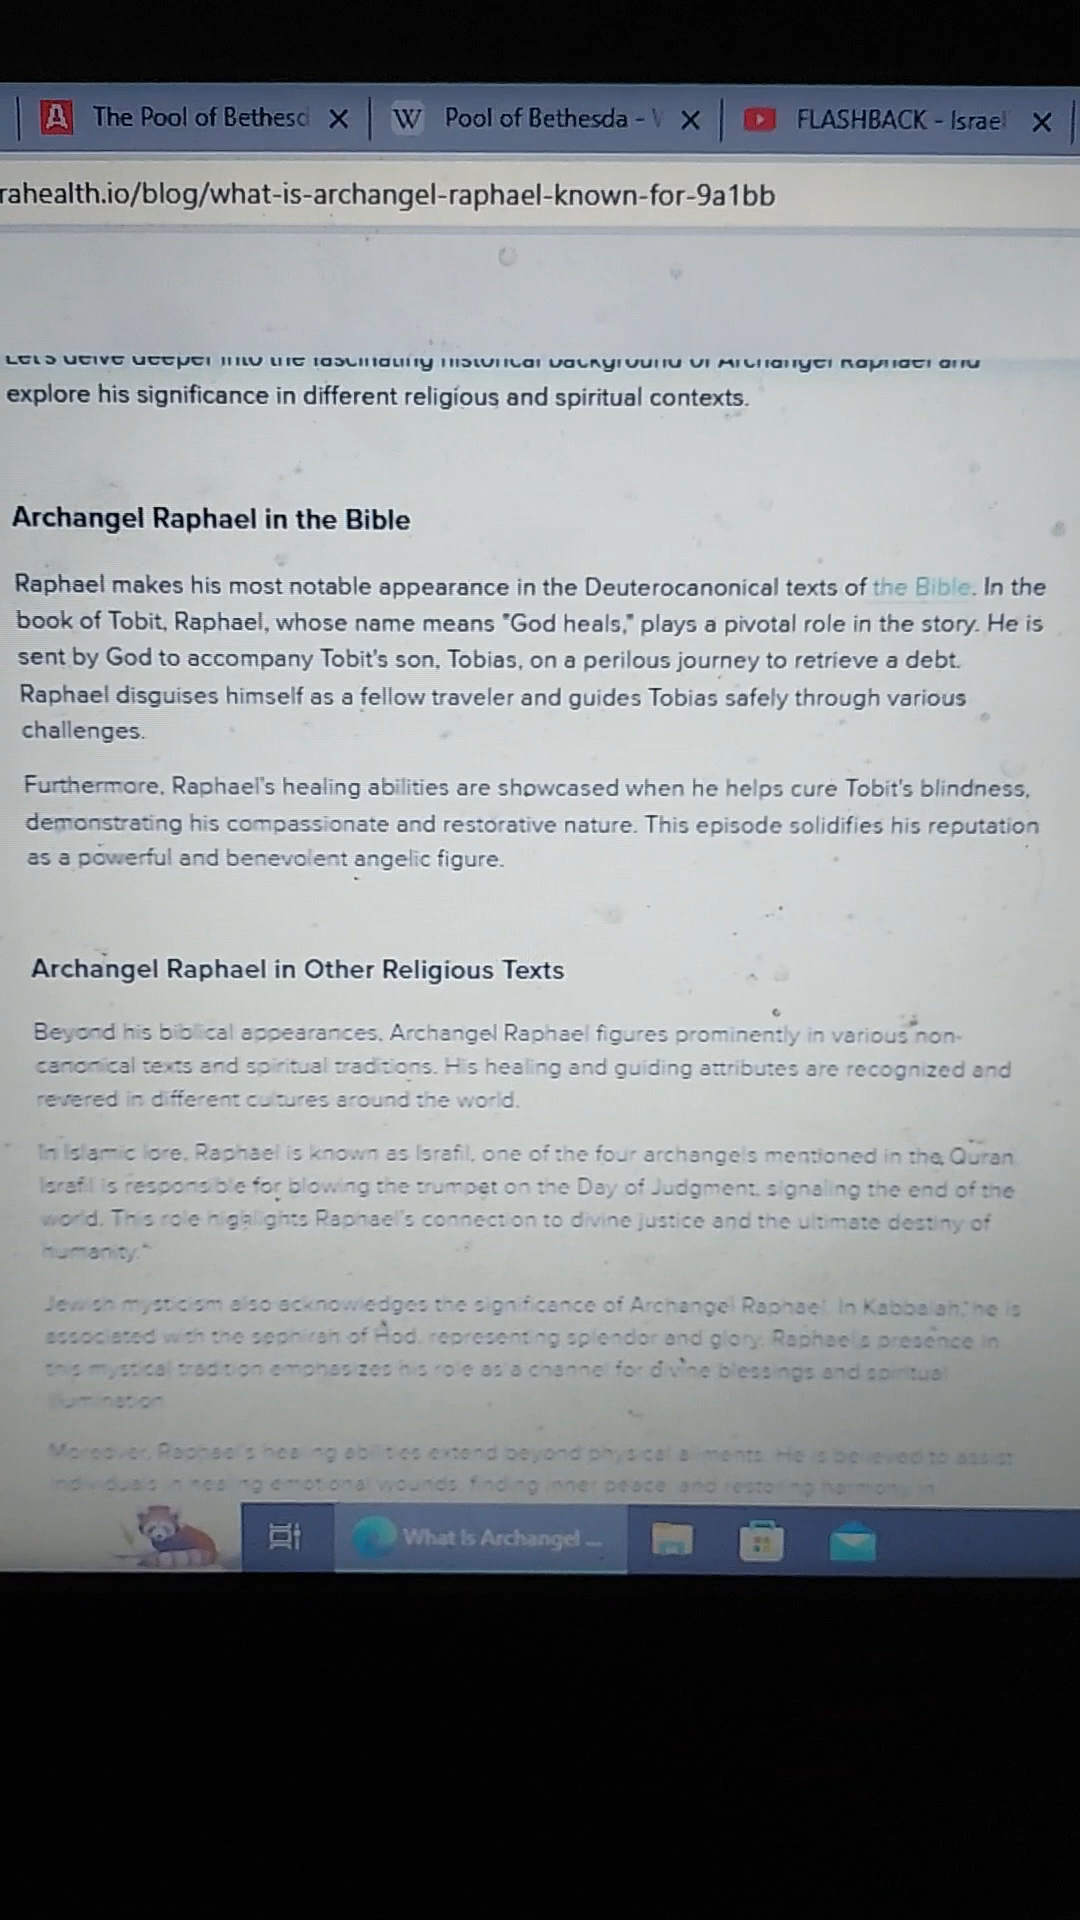 The Pool of Bethesd
Pool of Bethesda -
FLASHBACK - Israel
rahealth.io/blog/what-is-archangel-raphael-known-for-9a1bb
Let's delve deeper into the fascinating historical background of Archangel Raphael and
explore his significance in different religious and spiritual contexts.
Archangel Raphael in the Bible
Raphael makes his most notable appearance in the Deuterocanonical texts of the Bible. In the
book of Tobit, Raphael, whose name means "God heals," plays a pivotal role in the story. He is
sent by God to accompany Tobit's son, Tobias, on a perilous journey to retrieve a debt.
Raphael disguises himself as a fellow traveler and guides Tobias safely through various
challenges.
Furthermore, Raphael's healing abilities are showcased when he helps cure Tobit's blindness,
demonstrating his compassionate and restorative nature. This episode solidifies his reputation
as a powerful and benevolent angelic figure.
Archangel Raphael in Other Religious Texts
Beyond his biblical appearances, Archangel Raphael figures prominently in various non-
canonical texts and spiritual traditions. His healing and guiding attributes are recognized and
revered in different cultures around the world.
In Islamic lore, Raphael is known as Israfil, one of the four archangels mentioned in the Quran.
Israfil is responsible for blowing the trumpet on the Day of Judgment, signaling the end of the
world. This role highlights Raphael's connection to divine justice and the ultimate destiny of
humanity.
Jewish mysticism also acknowledges the significance of Archangel Raphael. In Kabbalah, he is
associated with the sephirah of Hod, representing splendor and glory. Raphael's presence in
this mystical tradition emphasizes his role as a channel for divine blessings and spiritual
illumination.
Moreover, Raphael's healing abilities extend beyond physical ailments. He is believed to assist
individuals in healing emotional wounds, finding inner peace, and restoring harmony in
What Is Archangel ...